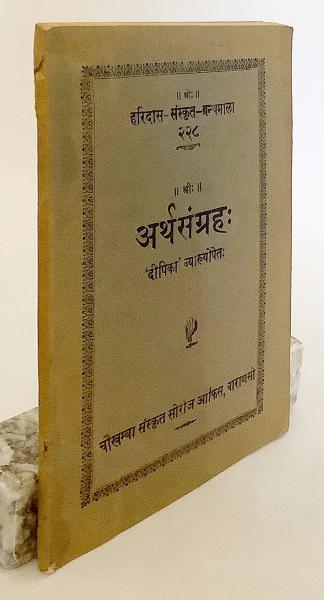 ॥ श्रीः ॥
हरिदास-संस्कृत-ग्रन्थमाला
२२८
॥ श्रीः ॥
अर्थसंग्रहः
'दीपिका' व्याख्योपेतः
चौखम्बा संस्कृत सीरीज आफिस, वाराणसी